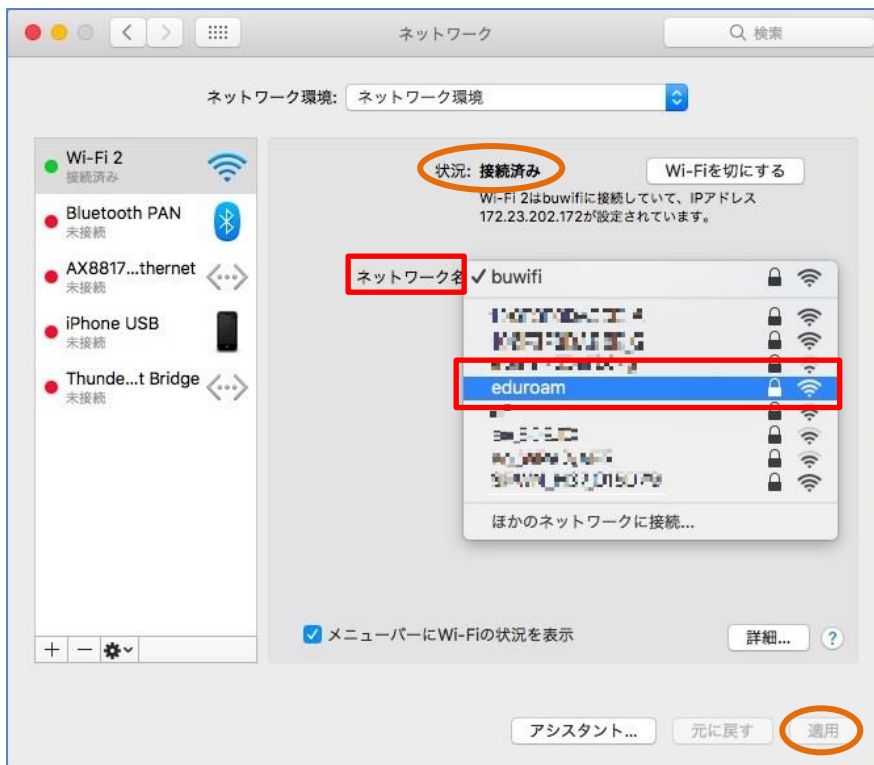 ネットワーク
検索
ネットワーク環境: ネットワーク環境
Wi-Fi 2
接続済み
Bluetooth PAN
未接続
AX8817...thernet
未接続
iPhone USB
未接続
Thunde...t Bridge
未接続
状況: 接続済み
Wi-Fiを切にする
Wi-Fi 2はbuwifiに接続していて、IPアドレス
172.23.202.172が設定されています。
ネットワーク名
✓ buwifi
eduroam
ほかのネットワークに接続...
メニューバーにWi-Fiの状況を表示
詳細...
?
アシスタント...
元に戻す
適用